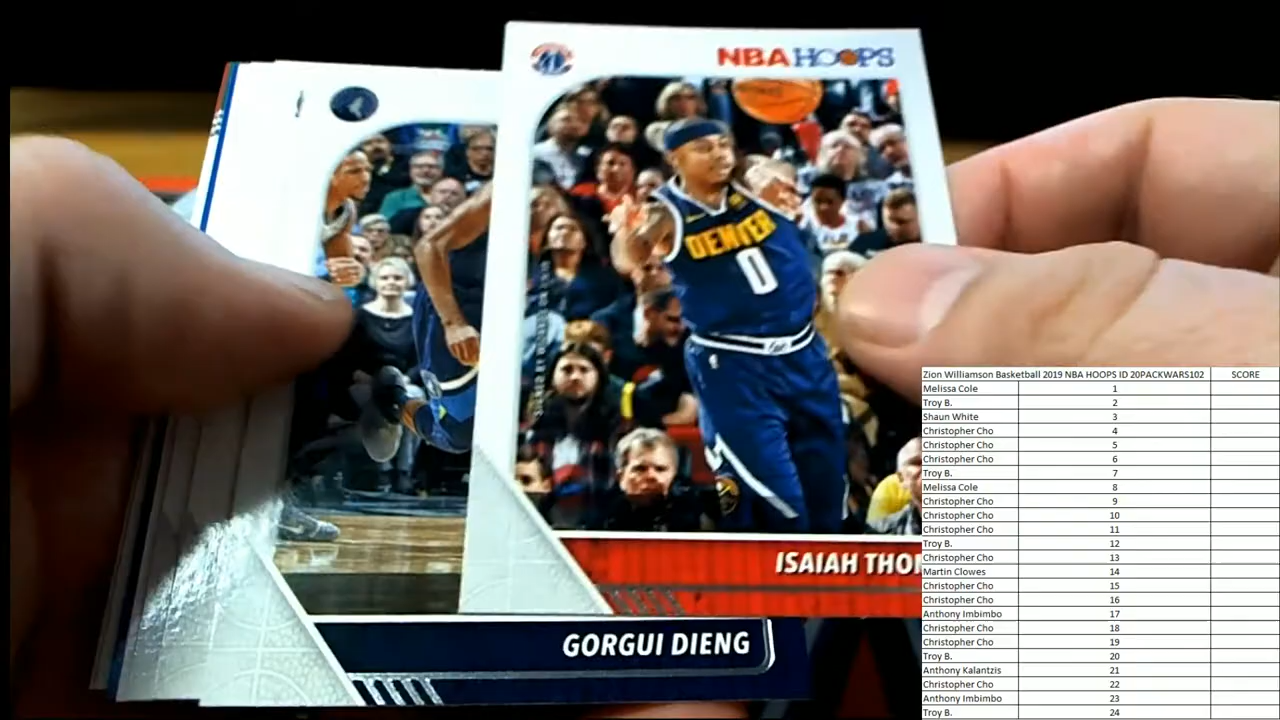 NBA HOOPS
DENVER
0
ISAIAH
GORGUI DIENG
Zion Williamson Basketball 2019 NBA HOOPS ID 20PACKWARS102 SCORE
Melissa Cole 1
Troy B. 2
Shaun White 3
Christopher Cho 4
Christopher Cho 5
Christopher Cho 6
Troy B. 7
Melissa Cole 8
Christopher Cho 9
Christopher Cho 10
Christopher Cho 11
Troy B. 12
Christopher Cho 13
Martin Clowes 14
Christopher Cho 15
Christopher Cho 16
Anthony Imbimbo 17
Christopher Cho 18
Christopher Cho 19
Troy B. 20
Anthony Kalantzis 21
Christopher Cho 22
Anthony Imbimbo 23
Troy B. 24